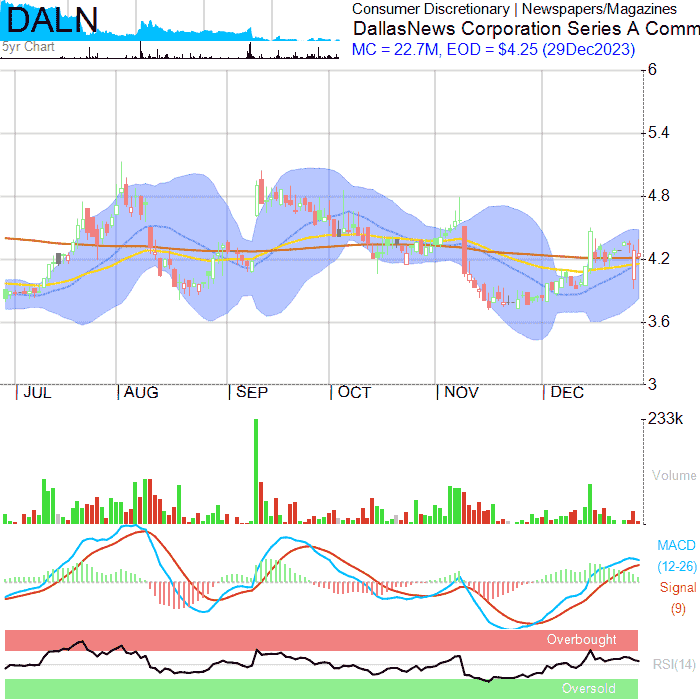 DALN
5yr Chart
Consumer Discretionary | Newspapers/Magazines
DallasNews Corporation Series A Comm
MC = 22.7M, EOD = $4.25 (29Dec2023)
6
5.4
4.8
4.2
3.6
3
JUL AUG SEP OCT NOV DEC
233k
Volume
MACD
(12-26)
Signal
(9)
Overbought
RSI(14)
Oversold